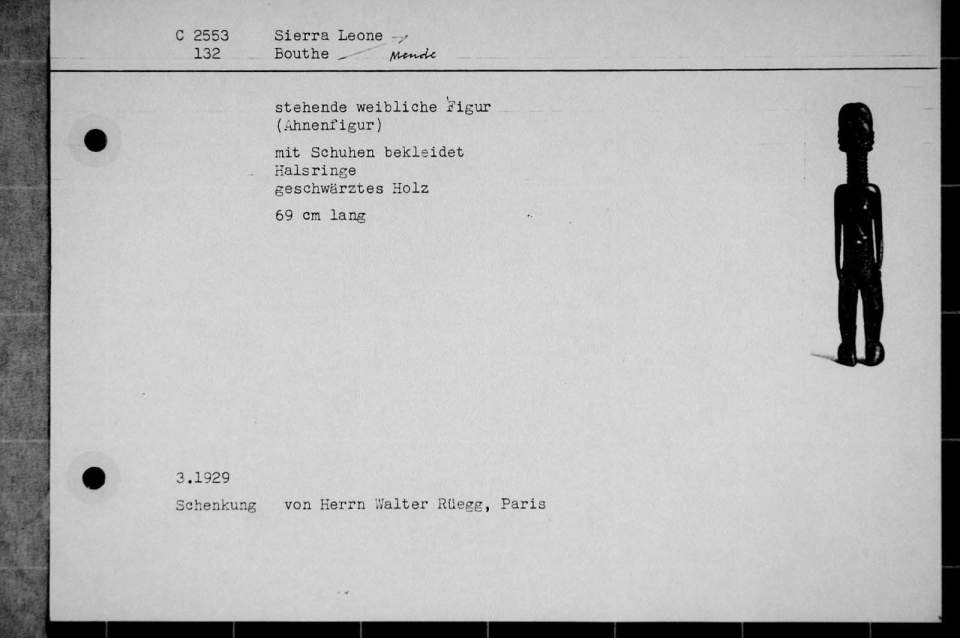 C 2553 Sierra Leone
132 Bouthe Mende
stehende weibliche Figur
(Ahnenfigur)
mit Schuhen bekleidet
Halsringe
geschwärztes Holz
69 cm lang
3.1929
Schenkung von Herrn Walter Rüegg, Paris